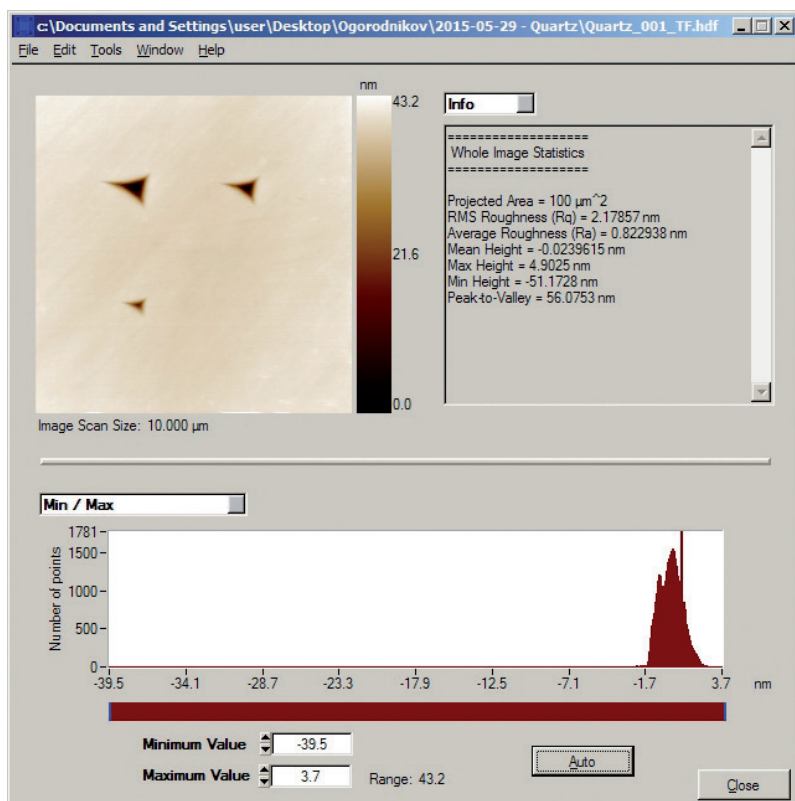 c:\Documents and Settings\user\Desktop\Ogorodnikov\2015-05-29 - Quartz\Quartz_001_TF.hdf
File Edit Tools Window Help
nm
43.2
21.6
0.0
Image Scan Size: 10.000 µm
Info
===================
Whole Image Statistics
===================
Projected Area = 100 µm^2
RMS Roughness (Rq) = 2.17857 nm
Average Roughness (Ra) = 0.822938 nm
Mean Height = -0.0239615 nm
Max Height = 4.9025 nm
Min Height = -51.1728 nm
Peak-to-Valley = 56.0753 nm
Min / Max
Number of points
1781
1500
1000
500
0
-39.5 -34.1 -28.7 -23.3 -17.9 -12.5 -7.1 -1.7 3.7 nm
Minimum Value -39.5
Maximum Value 3.7 Range: 43.2
Auto
Close